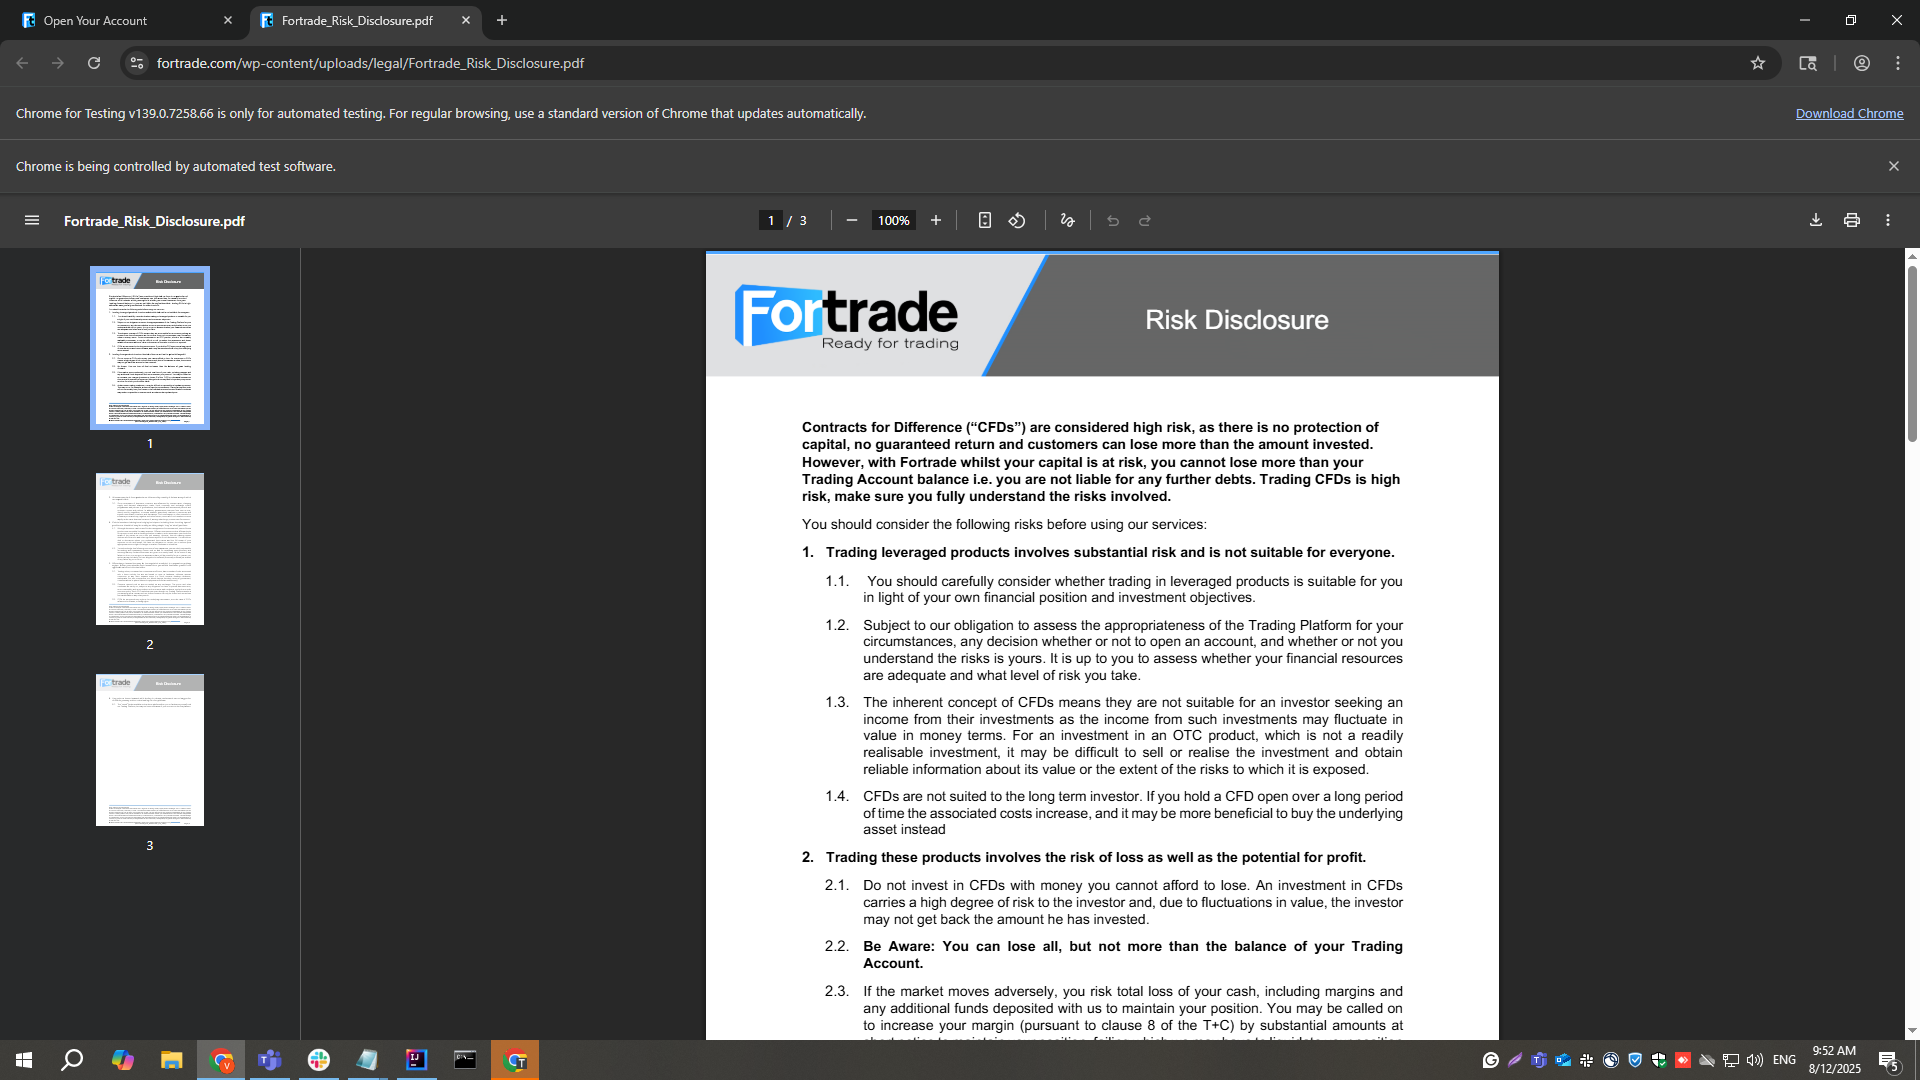 Open Your Account
Fortrade_Risk_Disclosure.pdf
fortrade.com/wp-content/uploads/legal/Fortrade_Risk_Disclosure.pdf
Chrome for Testing v139.0.7258.66 is only for automated testing. For regular browsing, use a standard version of Chrome that updates automatically.
Download Chrome
Chrome is being controlled by automated test software.
Fortrade_Risk_Disclosure.pdf
1 / 3
100%
1
2
3
Fortrade
Ready for trading
Risk Disclosure
Contracts for Difference (“CFDs”) are considered high risk, as there is no protection of
capital, no guaranteed return and customers can lose more than the amount invested.
However, with Fortrade whilst your capital is at risk, you cannot lose more than your
Trading Account balance i.e. you are not liable for any further debts. Trading CFDs is high
risk, make sure you fully understand the risks involved.
You should consider the following risks before using our services:
1. Trading leveraged products involves substantial risk and is not suitable for everyone.
1.1. You should carefully consider whether trading in leveraged products is suitable for you
in light of your own financial position and investment objectives.
1.2. Subject to our obligation to assess the appropriateness of the Trading Platform for your
circumstances, any decision whether or not to open an account, and whether or not you
understand the risks is yours. It is up to you to assess whether your financial resources
are adequate and what level of risk you take.
1.3. The inherent concept of CFDs means they are not suitable for an investor seeking an
income from their investments as the income from such investments may fluctuate in
value in money terms. For an investment in an OTC product, which is not a readily
realisable investment, it may be difficult to sell or realise the investment and obtain
reliable information about its value or the extent of the risks to which it is exposed.
1.4. CFDs are not suited to the long term investor. If you hold a CFD open over a long period
of time the associated costs increase, and it may be more beneficial to buy the underlying
asset instead
2. Trading these products involves the risk of loss as well as the potential for profit.
2.1. Do not invest in CFDs with money you cannot afford to lose. An investment in CFDs
carries a high degree of risk to the investor and, due to fluctuations in value, the investor
may not get back the amount he has invested.
2.2. Be Aware: You can lose all, but not more than the balance of your Trading
Account.
2.3. If the market moves adversely, you risk total loss of your cash, including margins and
any additional funds deposited with us to maintain your position. You may be called on
to increase your margin (pursuant to clause 8 of the T+C) by substantial amounts at
ENG
9:52 AM
8/12/2025
5